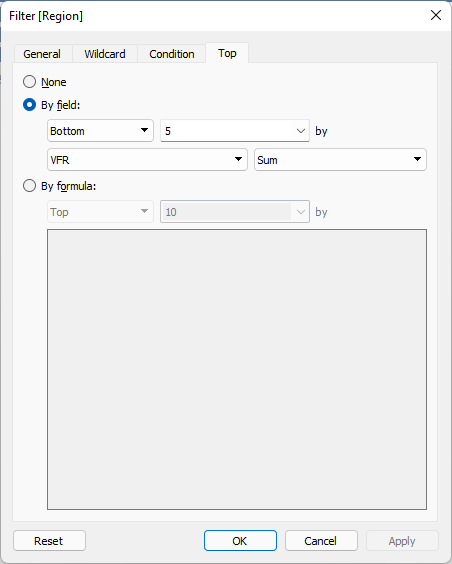 Filter [Region]
General Wildcard Condition Top
None
By field:
Bottom 5 by
VFR Sum
By formula:
Top 10 by
Reset OK Cancel Apply